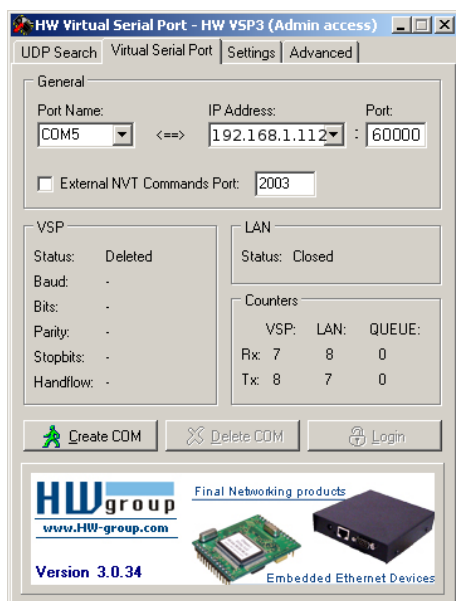 HW Virtual Serial Port - HW VSP3 (Admin access)
UDP Search Virtual Serial Port Settings Advanced
General
Port Name: IP Address: Port:
COM5 <==> 192.168.1.112 : 60000
External NVT Commands Port: 2003
VSP
Status: Deleted
Baud: -
Bits: -
Parity: -
Stopbits: -
Handflow: -
LAN
Status: Closed
Counters
VSP: LAN: QUEUE:
Rx: 7 8 0
Tx: 8 7 0
Create COM Delete COM Login
HW group
www.HW-group.com
Version 3.0.34
Final Networking products
Embedded Ethernet Devices